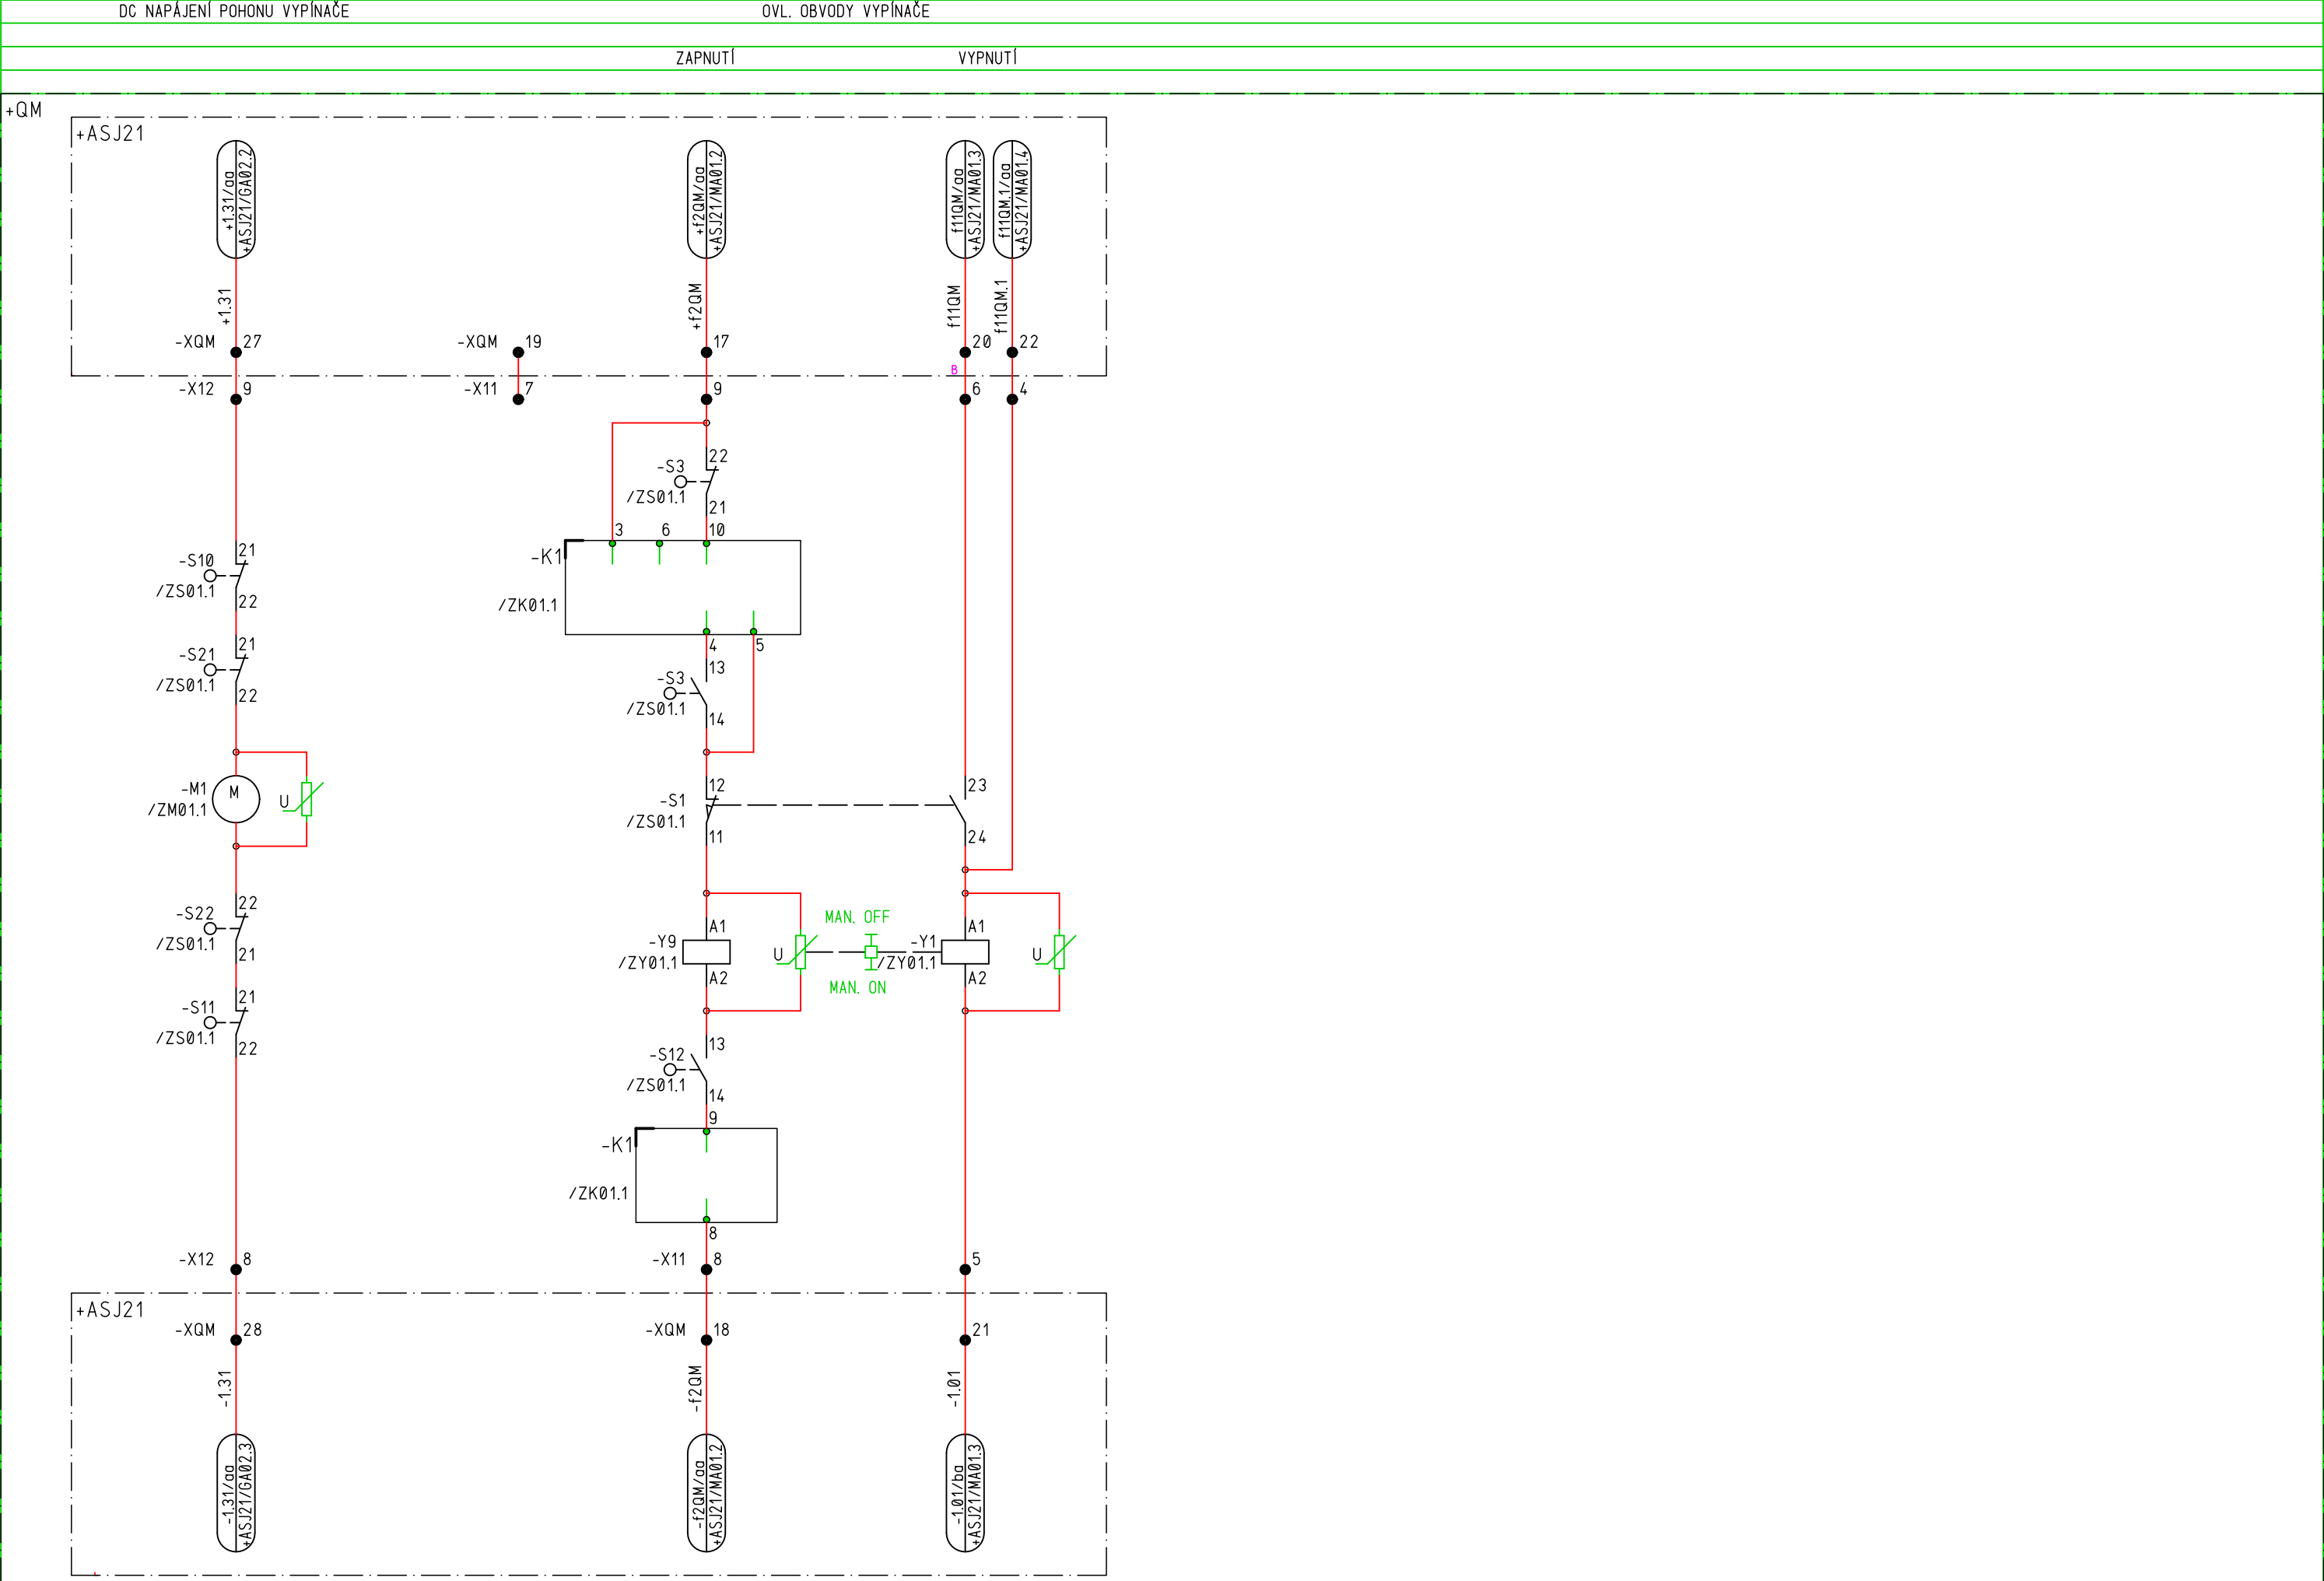 DC NAPÁJENÍ POHONU VYPÍNAČE
OVL. OBVODY VYPÍNAČE
ZAPNUTÍ
VYPNUTÍ
+QM
+ASJ21
+1.31/aa
+ASJ21/GA02.2
+f2QM/aa
+ASJ21/MA01.2
f11QM/aa
+ASJ21/MA01.3
f11QM.1/aa
+ASJ21/MA01.4
+1.31
+f2QM
f11QM
f11QM.1
-XQM 27
-XQM 19
17
20
22
B
-X12 9
-X11 7
9
6
4
22
-S3
/ZS01.1
21
3 6 10
-K1
/ZK01.1
4 5
21
-S10
/ZS01.1
22
21
-S21
/ZS01.1
22
13
-S3
/ZS01.1
14
-M1
/ZM01.1
M
U
12
-S1
/ZS01.1
11
23
24
22
-S22
/ZS01.1
21
A1
-Y9
/ZY01.1
A2
U
MAN. OFF
MAN. ON
A1
-Y1
/ZY01.1
A2
U
21
-S11
/ZS01.1
22
13
-S12
/ZS01.1
14
9
-K1
/ZK01.1
8
-X12 8
-X11 8
5
+ASJ21
-XQM 28
-XQM 18
21
-1.31
-f2QM
-1.01
-1.31/aa
+ASJ21/GA02.3
-f2QM/aa
+ASJ21/MA01.2
-1.01/ba
+ASJ21/MA01.3